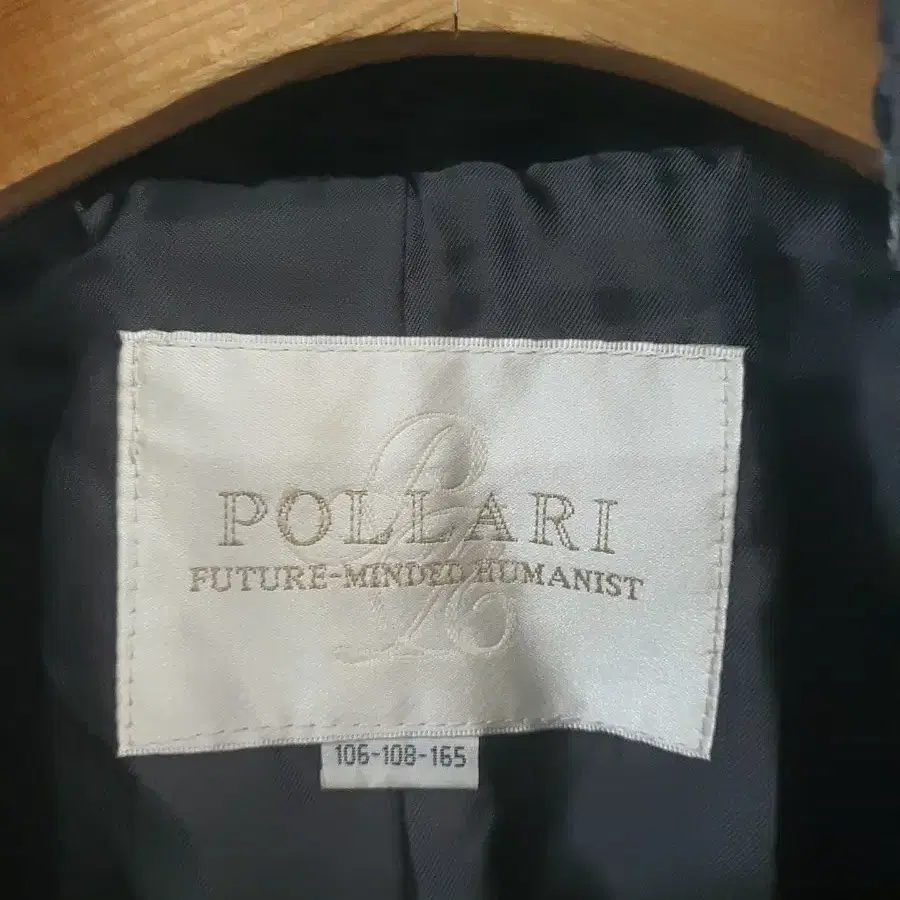 POLLARI
FUTURE-MINDED HUMANIST
106-108-165